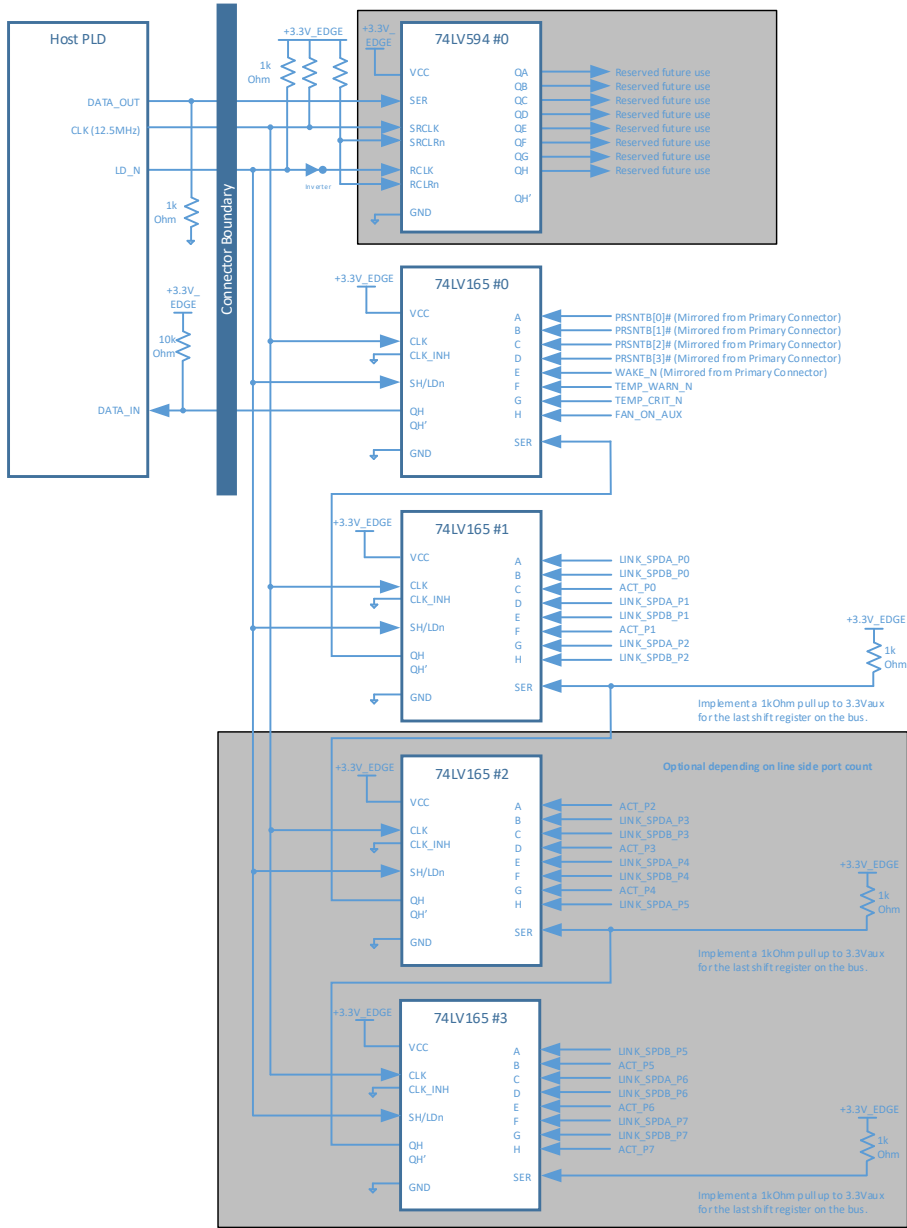 Host PLD
DATA_OUT
CLK (12.5MHz)
LD_N
1k
Ohm
+3.3V_
EDGE
10k
Ohm
DATA_IN
Connector Boundary
+3.3V_EDGE
1k
Ohm
Inverter
+3.3V_
EDGE
74LV594 #0
VCC
SER
SRCLK
SRCLRn
RCLK
RCLRn
GND
QA
QB
QC
QD
QE
QF
QG
QH
QH'
Reserved future use
Reserved future use
Reserved future use
Reserved future use
Reserved future use
Reserved future use
Reserved future use
Reserved future use
+3.3V_EDGE
74LV165 #0
VCC
CLK
CLK_INH
SH/LDn
QH
QH'
GND
A
B
C
D
E
F
G
H
SER
PRSNTB[0]# (Mirrored from Primary Connector)
PRSNTB[1]# (Mirrored from Primary Connector)
PRSNTB[2]# (Mirrored from Primary Connector)
PRSNTB[3]# (Mirrored from Primary Connector)
WAKE_N (Mirrored from Primary Connector)
TEMP_WARN_N
TEMP_CRIT_N
FAN_ON_AUX
+3.3V_EDGE
74LV165 #1
VCC
CLK
CLK_INH
SH/LDn
QH
QH'
GND
A
B
C
D
E
F
G
H
SER
LINK_SPDA_P0
LINK_SPDB_P0
ACT_P0
LINK_SPDA_P1
LINK_SPDB_P1
ACT_P1
LINK_SPDA_P2
LINK_SPDB_P2
+3.3V_EDGE
1k
Ohm
Implement a 1kOhm pull up to 3.3Vaux
for the last shift register on the bus.
Optional depending on line side port count
+3.3V_EDGE
74LV165 #2
VCC
CLK
CLK_INH
SH/LDn
QH
QH'
GND
A
B
C
D
E
F
G
H
SER
ACT_P2
LINK_SPDA_P3
LINK_SPDB_P3
ACT_P3
LINK_SPDA_P4
LINK_SPDB_P4
ACT_P4
LINK_SPDA_P5
+3.3V_EDGE
1k
Ohm
Implement a 1kOhm pull up to 3.3Vaux
for the last shift register on the bus.
+3.3V_EDGE
74LV165 #3
VCC
CLK
CLK_INH
SH/LDn
QH
QH'
GND
A
B
C
D
E
F
G
H
SER
LINK_SPDB_P5
ACT_P5
LINK_SPDA_P6
LINK_SPDB_P6
ACT_P6
LINK_SPDA_P7
LINK_SPDB_P7
ACT_P7
+3.3V_EDGE
1k
Ohm
Implement a 1kOhm pull up to 3.3Vaux
for the last shift register on the bus.